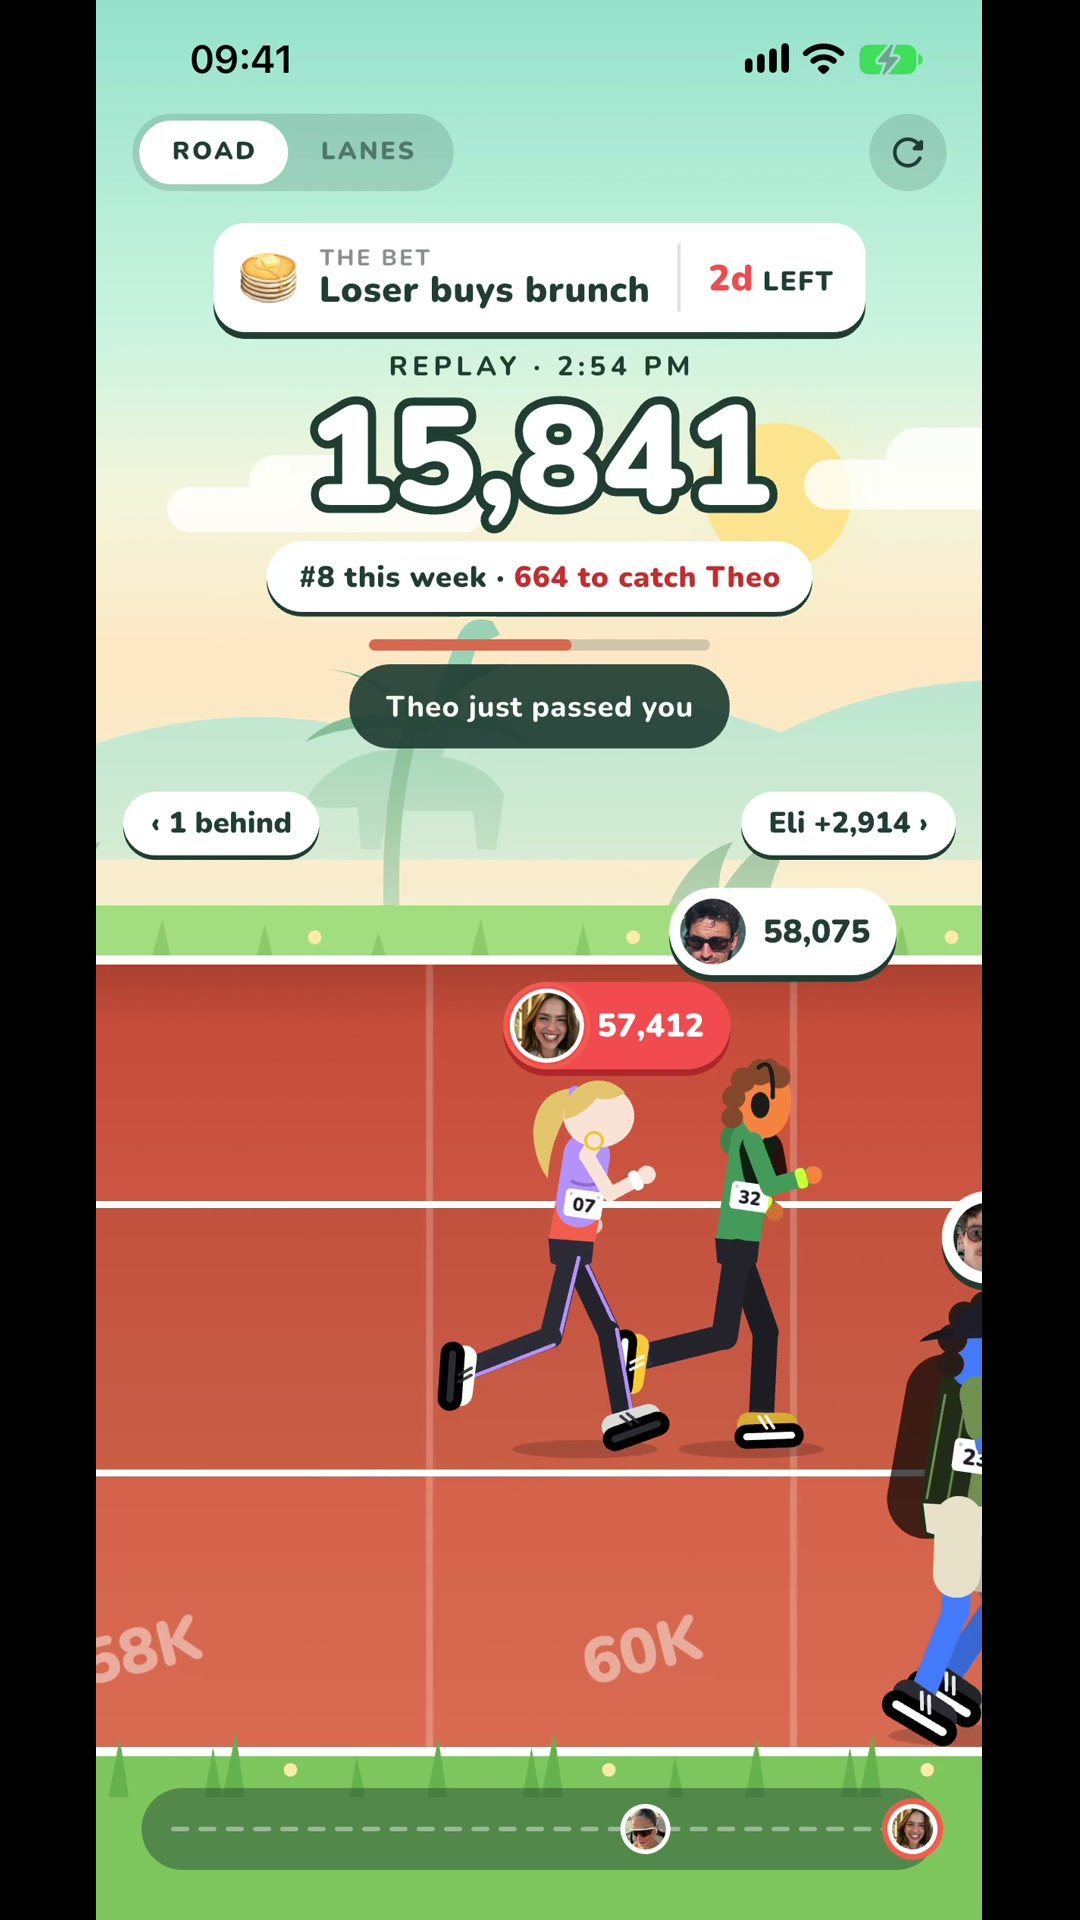 09:41
ROAD
LANES
THE BET
Loser buys brunch
2d LEFT
REPLAY · 2:54 PM
15,841
#8 this week · 664 to catch Theo
Theo just passed you
‹ 1 behind
Eli +2,914 ›
58,075
57,412
07
32
58K
60K